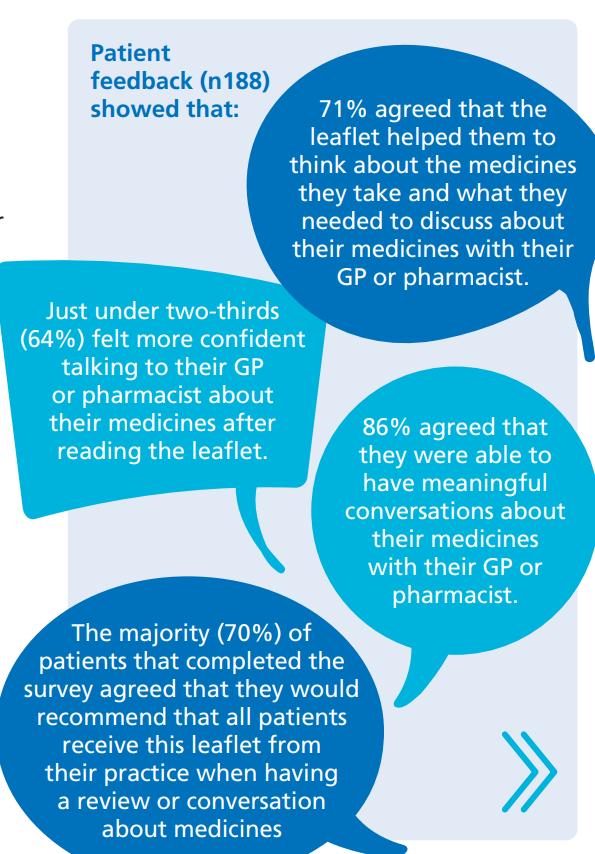 Patient
feedback (n188)
showed that:
71% agreed that the
leaflet helped them to
think about the medicines
they take and what they
needed to discuss about
their medicines with their
GP or pharmacist.
Just under two-thirds
(64%) felt more confident
talking to their GP
or pharmacist about
their medicines after
reading the leaflet.
86% agreed that
they were able to
have meaningful
conversations about
their medicines
with their GP or
pharmacist.
The majority (70%) of
patients that completed the
survey agreed that they would
recommend that all patients
receive this leaflet from
their practice when having
a review or conversation
about medicines